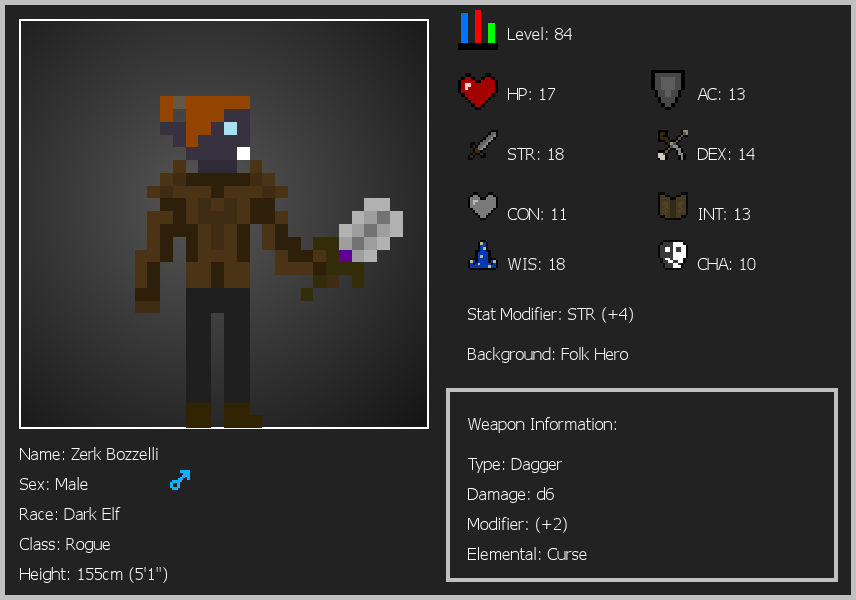 Level: 84
HP: 17
AC: 13
STR: 18
DEX: 14
CON: 11
INT: 13
WIS: 18
CHA: 10
Stat Modifier: STR (+4)
Background: Folk Hero
Weapon Information:
Type: Dagger
Damage: d6
Modifier: (+2)
Elemental: Curse
Name: Zerk Bozzelli
Sex: Male
Race: Dark Elf
Class: Rogue
Height: 155cm (5'1")